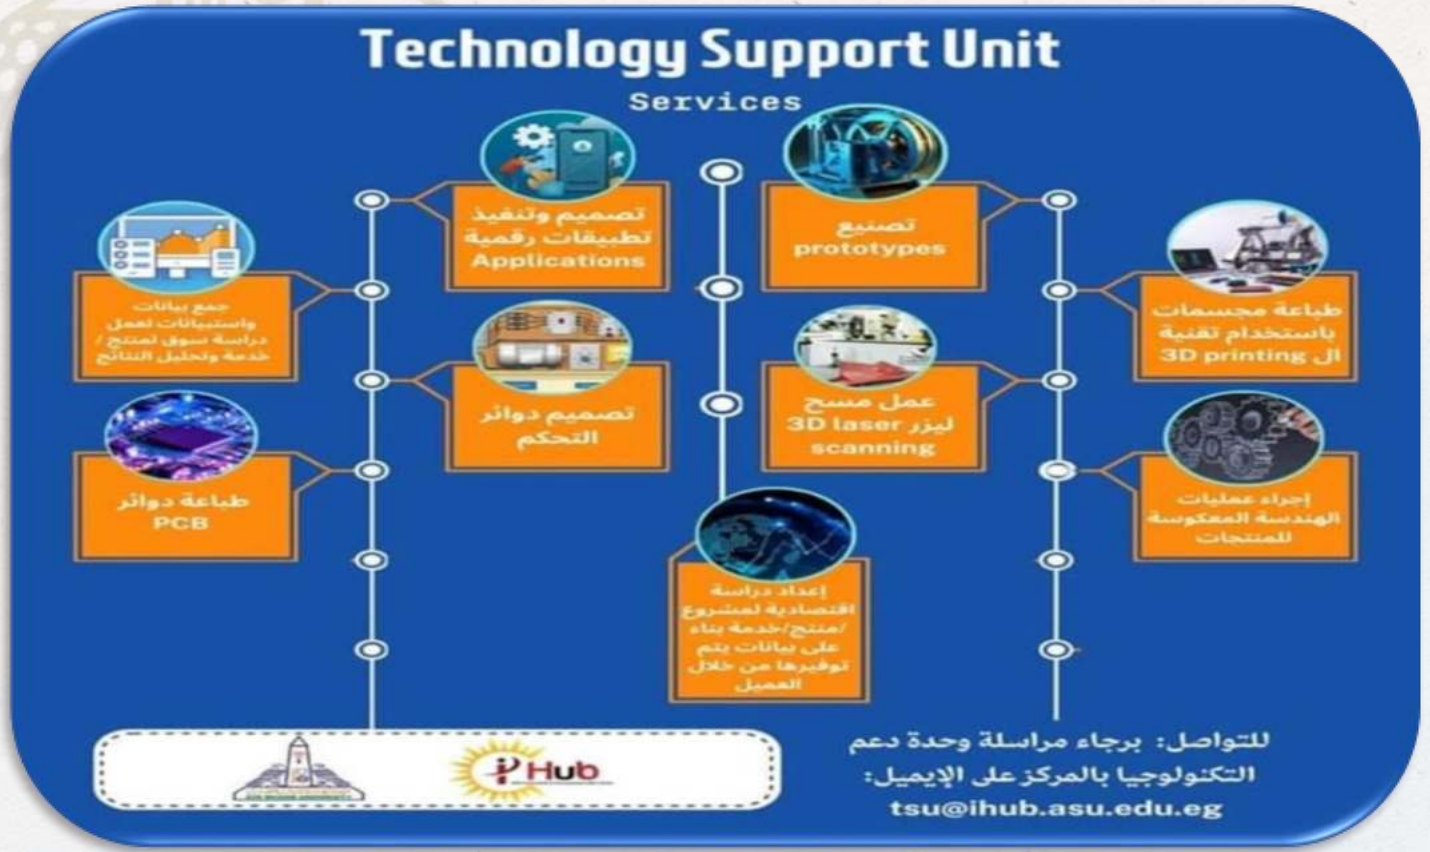 Technology Support Unit
Services
تصنيع
prototypes
تصميم وتنفيذ
تطبيقات رقمية
Applications
طباعة مجسمات
باستخدام تقنية
ال 3D printing
جمع بيانات
واستبيانات لعمل
دراسة سوق لمنتج /
خدمة وتحليل النتائج
عمل مسح
ليزر 3D laser
scanning
تصميم دوائر
التحكم
إجراء عمليات
الهندسة المعكوسة
للمنتجات
طباعة دوائر
PCB
إعداد دراسة
اقتصادية لمشروع
/منتج/خدمة بناء
على بيانات يتم
توفيرها من خلال
العميل
للتواصل: برجاء مراسلة وحدة دعم
التكنولوجيا بالمركز على الإيميل:
tsu@ihub.asu.edu.eg
iHub